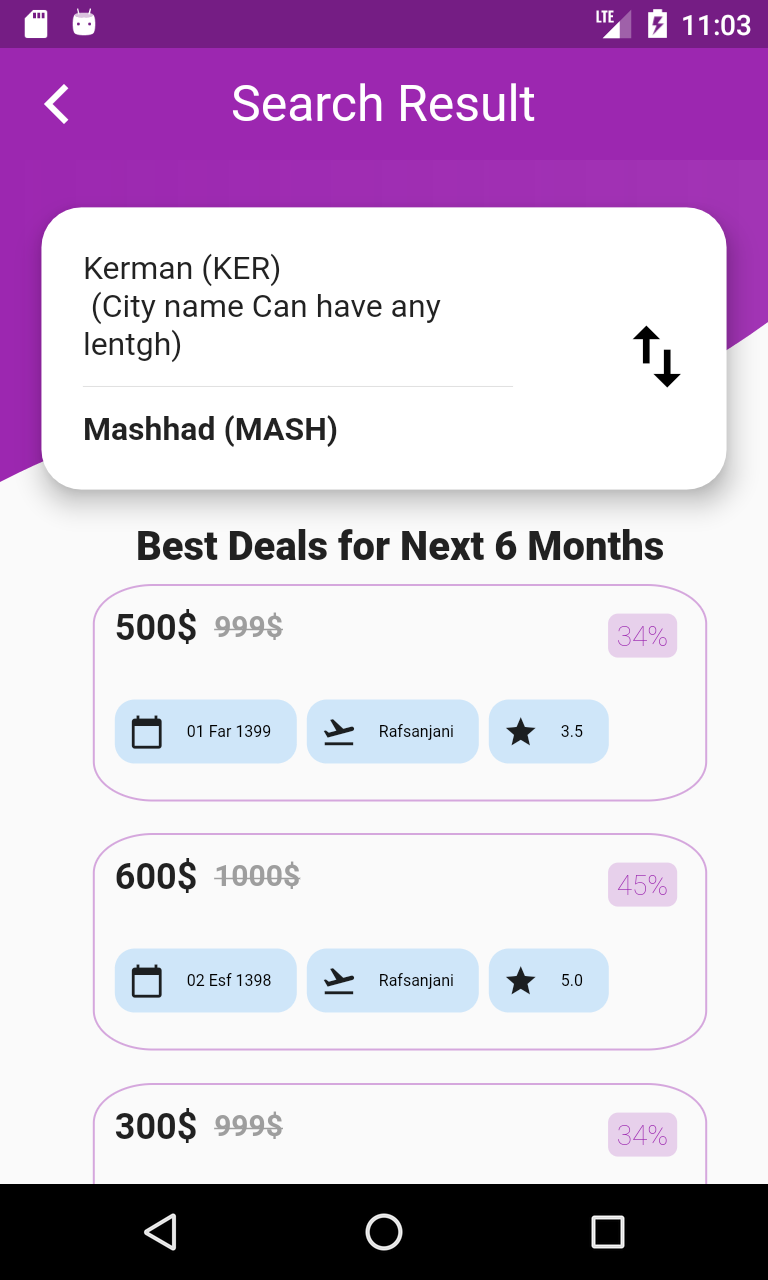 LTE 11:03
Search Result
Kerman (KER)
(City name Can have any
lentgh)
Mashhad (MASH)
Best Deals for Next 6 Months
500$ 999$ 34%
01 Far 1399 Rafsanjani 3.5
600$ 1000$ 45%
02 Esf 1398 Rafsanjani 5.0
300$ 999$ 34%